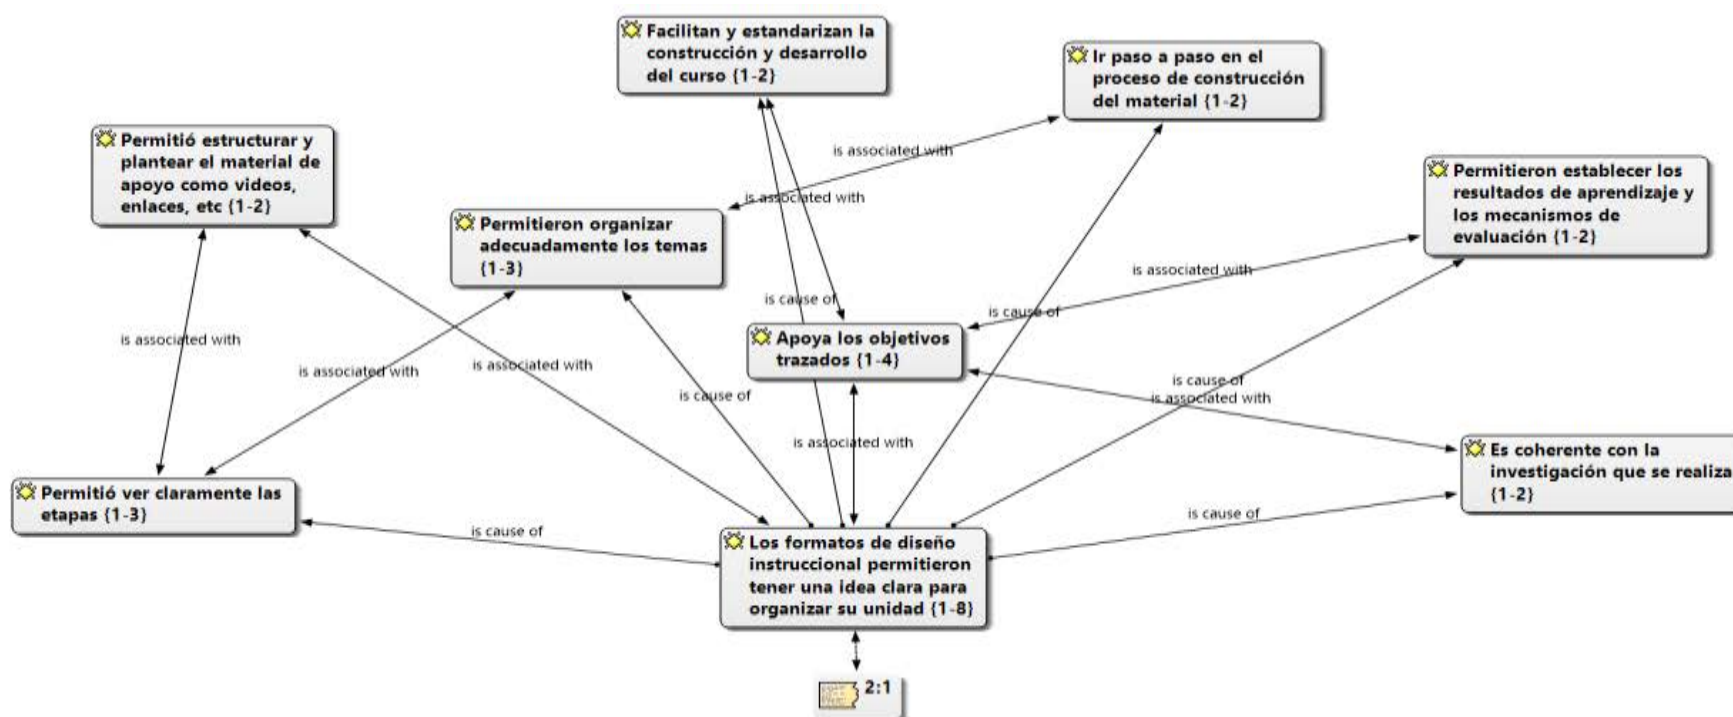 Facilitan y estandarizan la
construcción y desarrollo
del curso {1-2}
Ir paso a paso en el
proceso de construcción
del material {1-2}
Permitió estructurar y
plantear el material de
apoyo como videos,
enlaces, etc {1-2}
is associated with
Permitieron establecer los
resultados de aprendizaje y
los mecanismos de
evaluación {1-2}
is associated with
Permitieron organizar
adecuadamente los temas
{1-3}
is associated with
is cause of
is cause of
Apoya los objetivos
trazados {1-4}
is associated with
is associated with
is associated with
is cause of
is cause of
is associated with
is associated with
Es coherente con la
investigación que se realiza
{1-2}
Permitió ver claramente las
etapas {1-3}
is cause of
is cause of
Los formatos de diseño
instruccional permitieron
tener una idea clara para
organizar su unidad {1-8}
2:1